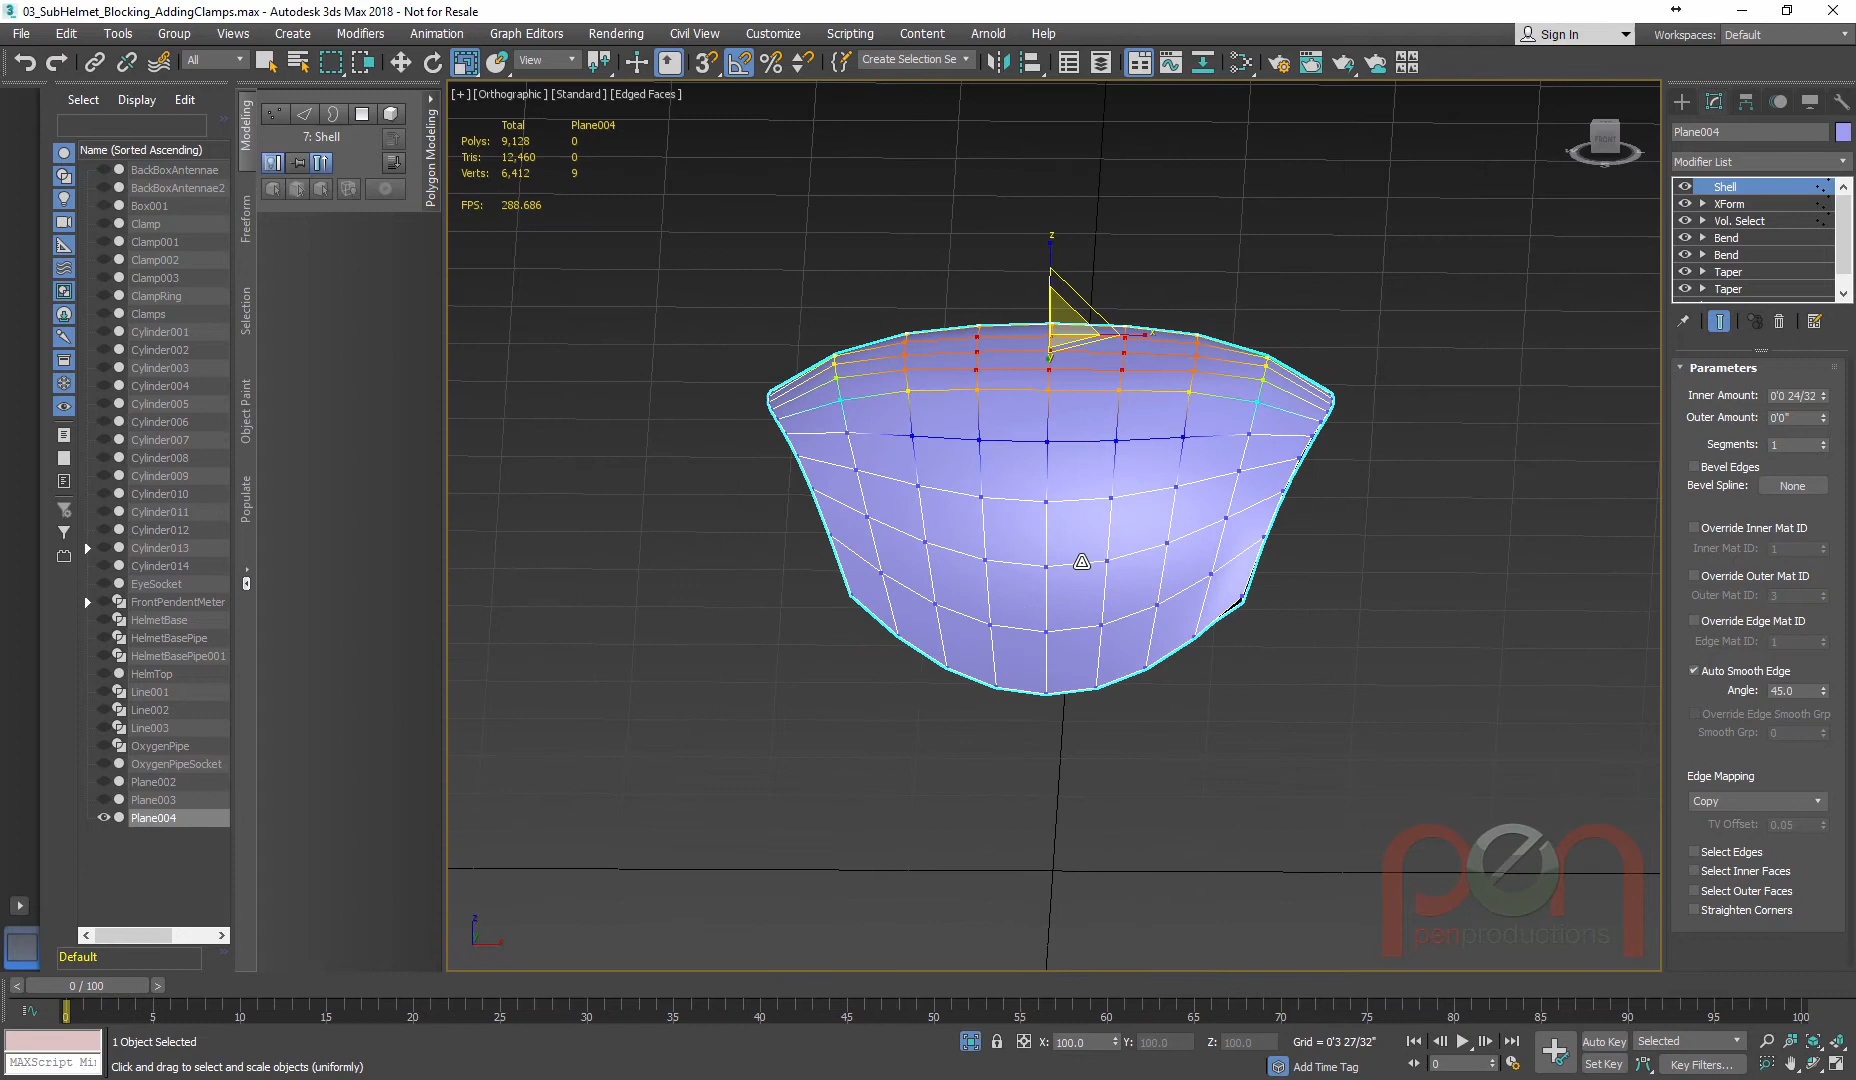 03_SubHelmet_Blocking_AddingClamps.max - Autodesk 3ds Max 2018 - Not for Resale
File Edit Tools Group Views Create Modifiers Animation Graph Editors Rendering Civil View Customize Scripting Content Arnold Help
Sign In
Workspaces: Default
All
View
Create Selection Se
Select Display Edit
Name (Sorted Ascending)
BackBoxAntennae
BackBoxAntennae2
Box001
Clamp
Clamp001
Clamp002
Clamp003
ClampRing
Clamps
Cylinder001
Cylinder002
Cylinder003
Cylinder004
Cylinder005
Cylinder006
Cylinder007
Cylinder008
Cylinder009
Cylinder010
Cylinder011
Cylinder012
Cylinder013
Cylinder014
EyeSocket
FrontPendentMeter
HelmetBase
HelmetBasePipe
HelmetBasePipe001
HelmTop
Line001
Line002
Line003
OxygenPipe
OxygenPipeSocket
Plane002
Plane003
Plane004
Default
Modeling
Freeform
Selection
Object Paint
Populate
7: Shell
Polygon Modeling
[+] [Orthographic] [Standard] [Edged Faces]
Total Plane004
Polys: 9,128 0
Tris: 12,460 0
Verts: 6,412 9
FPS: 288.686
z
FRONT
z
x
Plane004
Modifier List
Shell
XForm
Vol. Select
Bend
Bend
Taper
Taper
Parameters
Inner Amount: 0'0 24/32
Outer Amount: 0'0"
Segments: 1
Bevel Edges
Bevel Spline: None
Override Inner Mat ID
Inner Mat ID: 1
Override Outer Mat ID
Outer Mat ID: 3
Override Edge Mat ID
Edge Mat ID: 1
Auto Smooth Edge
Angle: 45.0
Override Edge Smooth Grp
Smooth Grp: 0
Edge Mapping
Copy
TV Offset: 0.05
Select Edges
Select Inner Faces
Select Outer Faces
Straighten Corners
pen
penproductions
0 / 100
0 5 10 15 20 25 30 35 40 45 50 55 60 65 70 75 80 85 90 95 100
1 Object Selected
MAXScript Mi
Click and drag to select and scale objects (uniformly)
X: 100.0 Y: 100.0 Z: 100.0
Grid = 0'3 27/32"
Add Time Tag
0
Auto Key Selected
Set Key Key Filters...